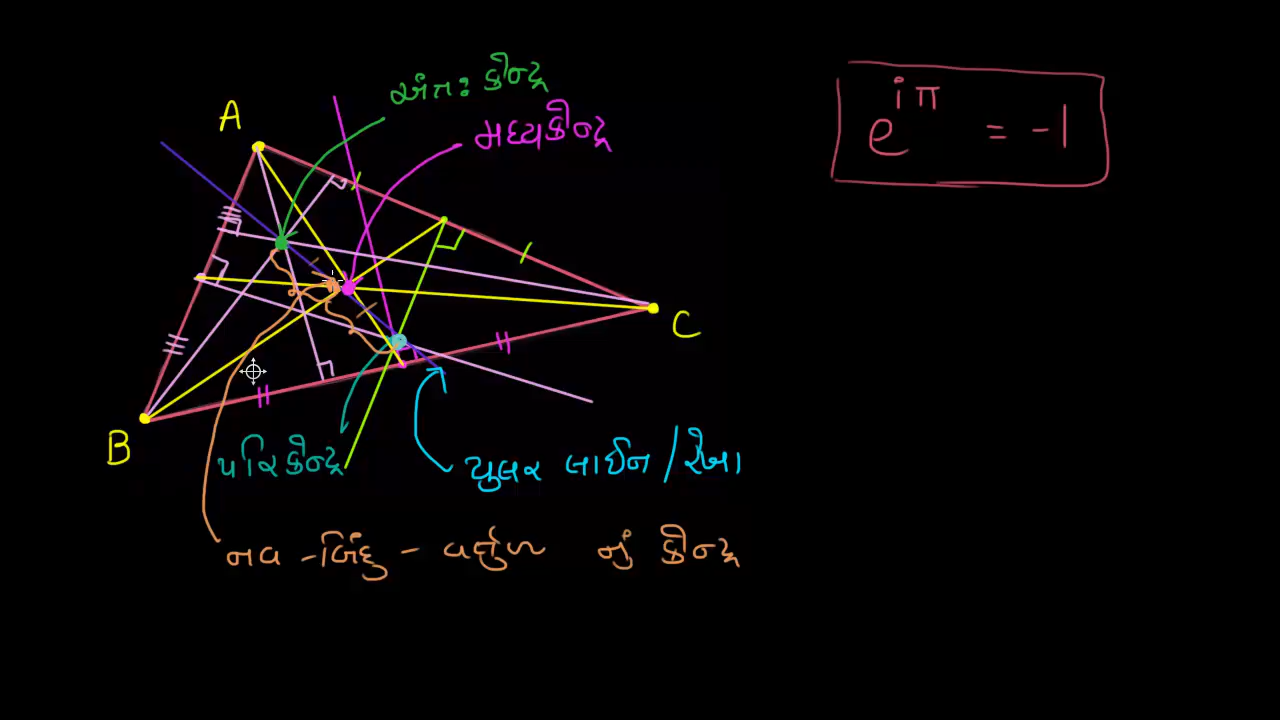 અંતઃ કેન્દ્ર
મધ્યકેન્દ્ર
A
e^{iπ} = -1
C
B
પરિકેન્દ્ર
યુલર લાઈન/રેખા
નવ - બિંદુ - વર્તુળ નું કેન્દ્ર